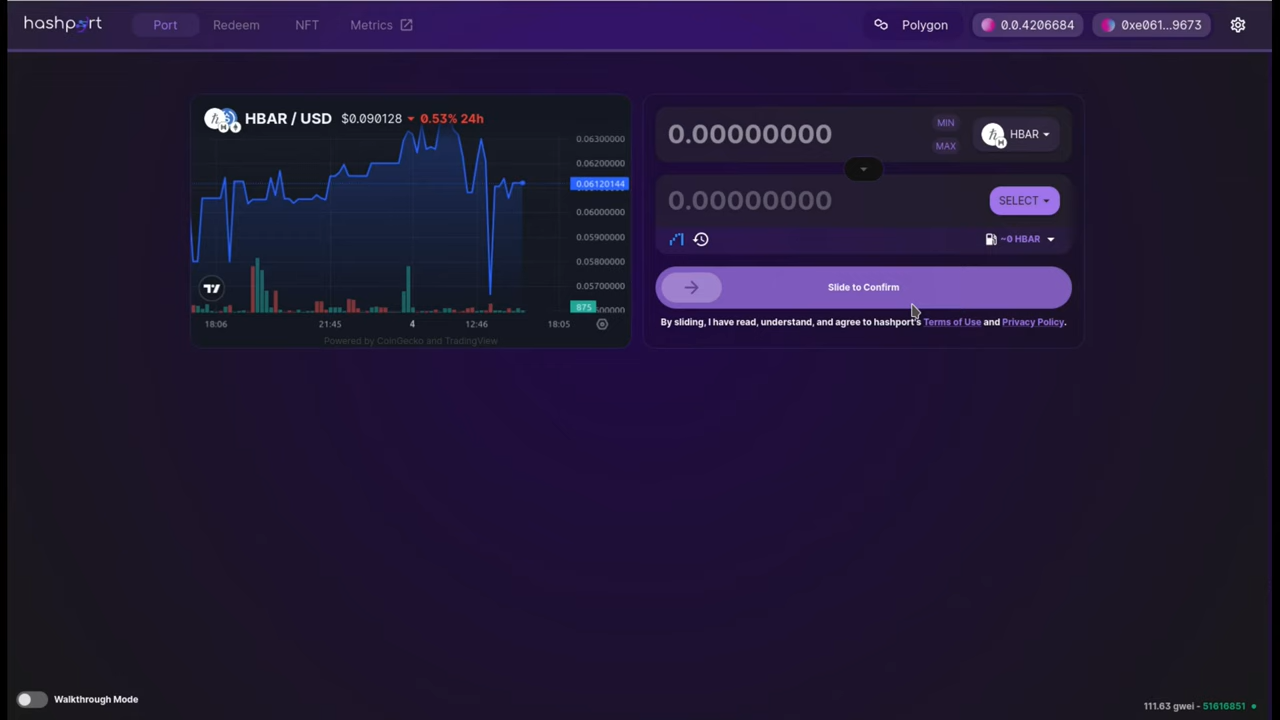 hashport Port Redeem NFT Metrics Polygon 0.0.4206684 0xe061...9673
HBAR / USD $0.090128 0.53% 24h
0.06300000
0.06200000
0.06120144
0.06000000
0.05900000
0.05800000
0.05700000
875
18:06 21:45 4 12:46 18:05
Powered by CoinGecko and TradingView
0.00000000 MIN MAX HBAR
0.00000000 SELECT
~0 HBAR
Slide to Confirm
By sliding, I have read, understand, and agree to hashport's Terms of Use and Privacy Policy.
Walkthrough Mode
111.63 gwei - 51616851